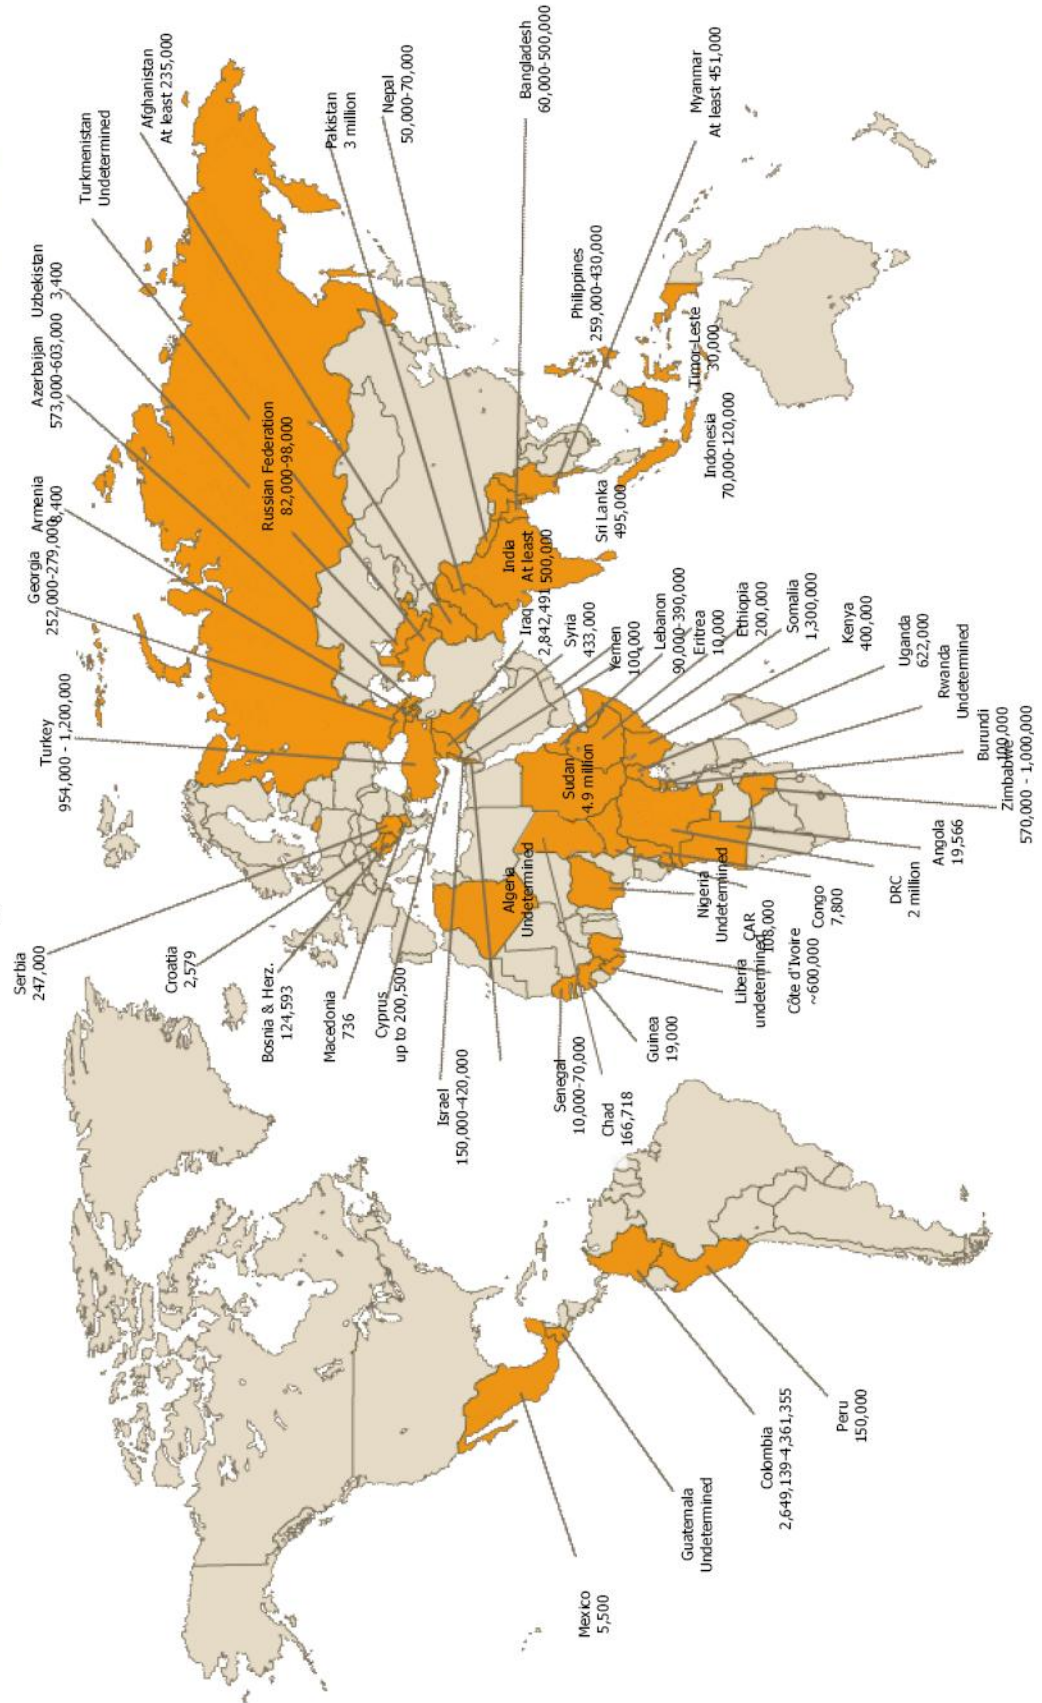 Serbia
247,000
Croatia
2,579
Bosnia & Herz.
124,593
Macedonia
736
Cyprus
up to 200,500
Israel
150,000-420,000
Turkey
954,000 - 1,200,000
Georgia
252,000-279,000
Armenia
8,400
Azerbaijan
573,000-603,000
Uzbekistan
3,400
Turkmenistan
Undetermined
Afghanistan
At least 235,000
Russian Federation
82,000-98,000
Pakistan
3 million
Nepal
50,000-70,000
Bangladesh
60,000-500,000
Myanmar
At least 451,000
Philippines
259,000-430,000
Timor-Leste
30,000
Indonesia
70,000-120,000
Sri Lanka
495,000
India
At least
500,000
Iraq
2,842,491
Syria
433,000
Yemen
100,000
Lebanon
90,000-390,000
Eritrea
10,000
Ethiopia
200,000
Somalia
1,300,000
Kenya
400,000
Uganda
622,000
Rwanda
Undetermined
Burundi
100,000
Zimbabwe
570,000 - 1,000,000
Sudan
4.9 million
Algeria
Undetermined
Nigeria
Undetermined
Angola
19,566
DRC
2 million
Congo
7,800
CAR
108,000
Liberia
undetermined
Côte d'Ivoire
~600,000
Guinea
19,000
Senegal
10,000-70,000
Chad
166,718
Mexico
5,500
Guatemala
Undetermined
Colombia
2,649,139-4,361,355
Peru
150,000